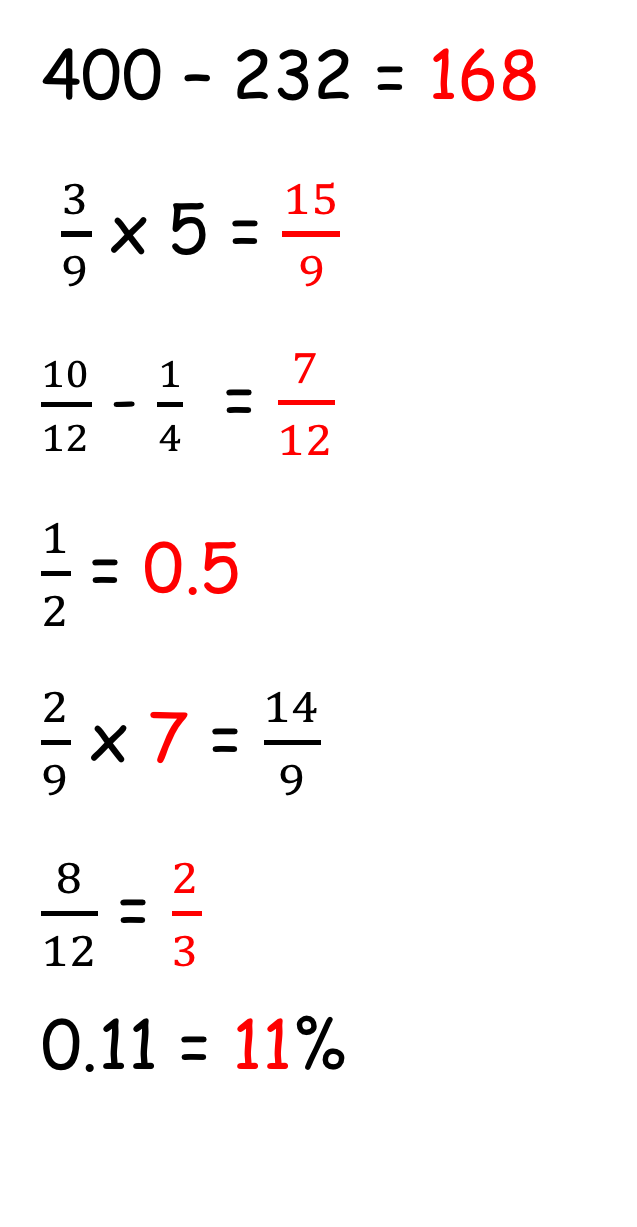 400 - 232 = 168
3/9 x 5 = 15/9
10/12 - 1/4 = 7/12
1/2 = 0.5
2/9 x 7 = 14/9
8/12 = 2/3
0.11 = 11%